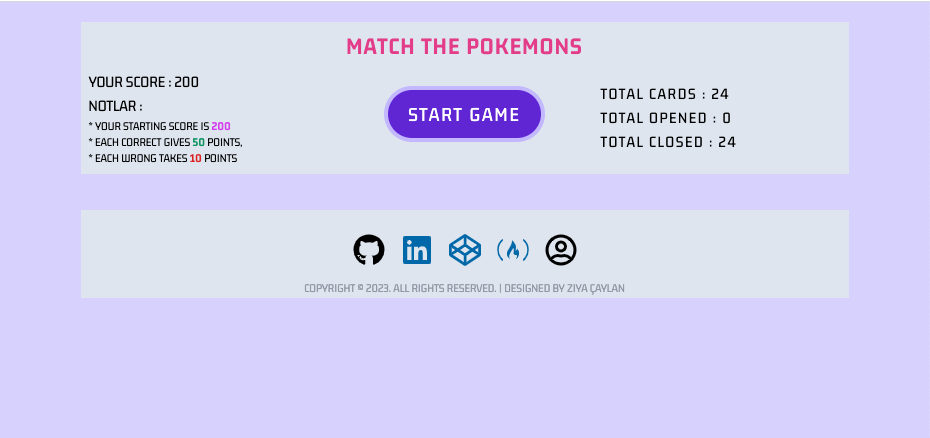 MATCH THE POKEMONS
YOUR SCORE : 200
NOTLAR :
* YOUR STARTING SCORE IS 200
* EACH CORRECT GIVES 50 POINTS,
* EACH WRONG TAKES 10 POINTS
START GAME
TOTAL CARDS : 24
TOTAL OPENED : 0
TOTAL CLOSED : 24
in
COPYRIGHT © 2023. ALL RIGHTS RESERVED. | DESIGNED BY ZIYA ÇAYLAN